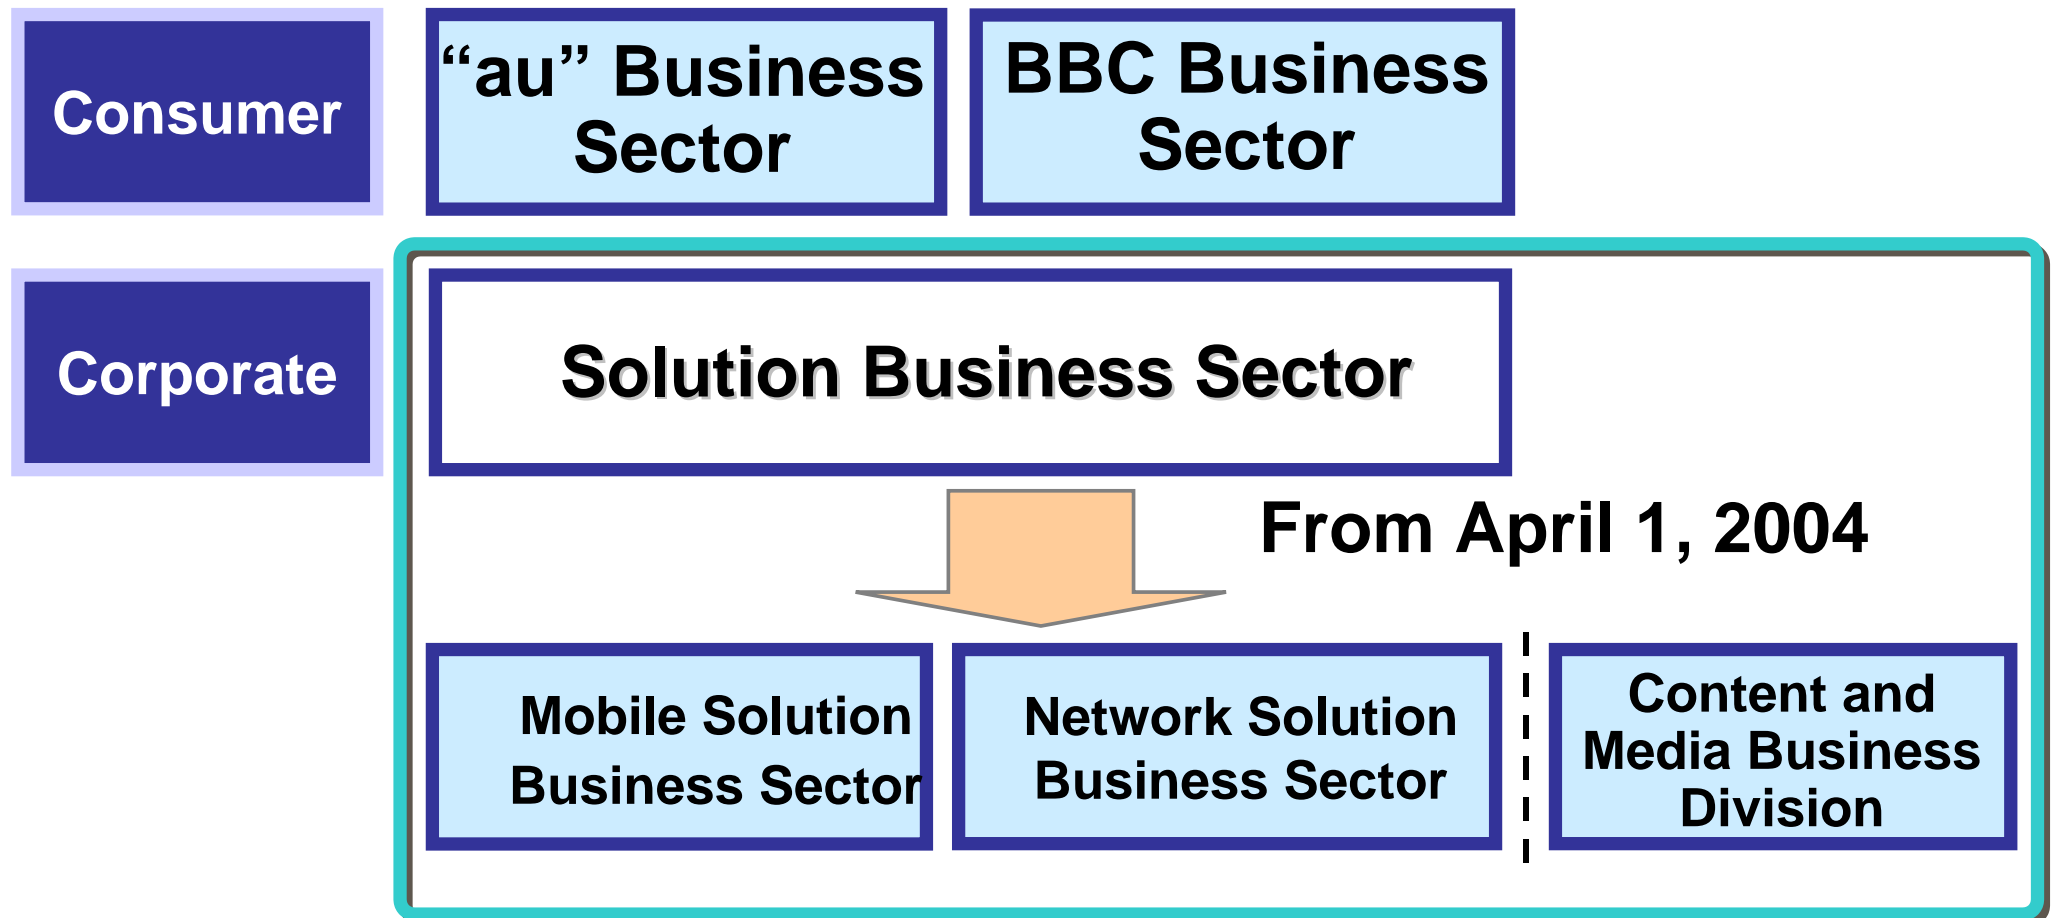 Consumer
“au” Business
Sector
BBC Business
Sector
Corporate
Solution Business Sector
From April 1, 2004
Mobile Solution
Business Sector
Network Solution
Business Sector
Content and
Media Business
Division